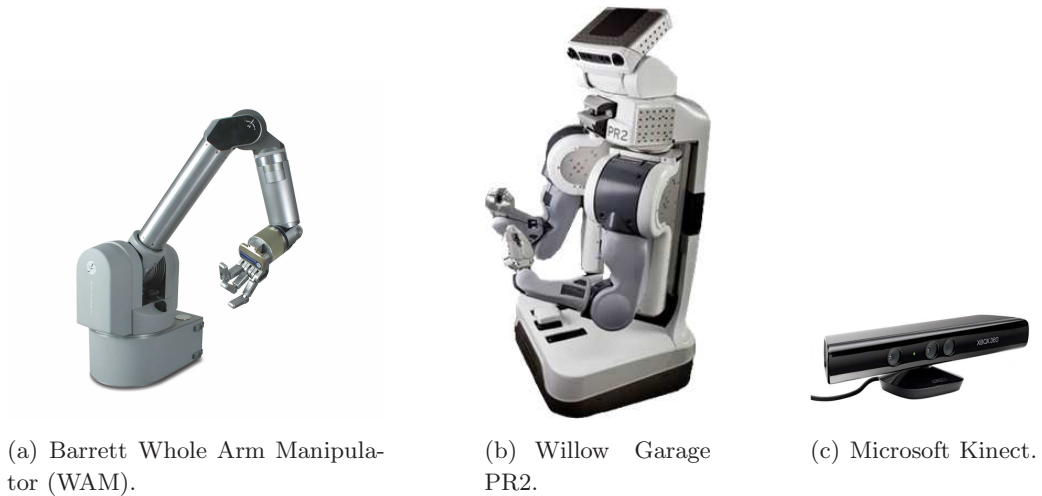 PR2
XBOX 360
(a) Barrett Whole Arm Manipula-
tor (WAM).
(b) Willow Garage
PR2.
(c) Microsoft Kinect.